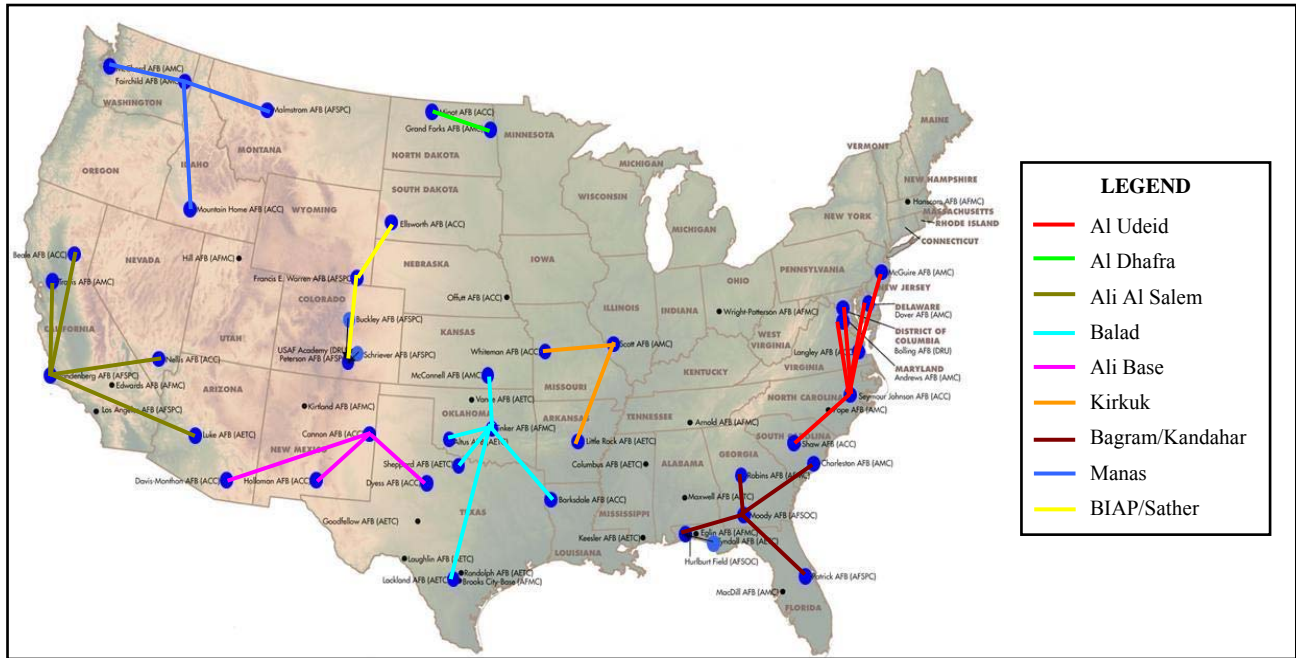 McChord AFB (AMC)
Fairchild AFB (AMC)
WASHINGTON
Malmstrom AFB (AFSPC)
MONTANA
OREGON
IDAHO
Mountain Home AFB (ACC)
Minot AFB (ACC)
Grand Forks AFB (AMC)
NORTH DAKOTA
MINNESOTA
SOUTH DAKOTA
WYOMING
Ellsworth AFB (ACC)
MICHIGAN
WISCONSIN
MICHIGAN
MAINE
VERMONT
NEW HAMPSHIRE
Hanscom AFB (AFMC)
MASSACHUSETTS
RHODE ISLAND
CONNECTICUT
NEW YORK
Beale AFB (ACC)
Travis AFB (AMC)
NEVADA
Hill AFB (AFMC)
CALIFORNIA
UTAH
Francis E. Warren AFB (AFSPC)
NEBRASKA
COLORADO
Buckley AFB (AFSPC)
Offutt AFB (ACC)
IOWA
USAF Academy (DRU)
Peterson AFB (AFSPC)
Schriever AFB (AFSPC)
KANSAS
ILLINOIS
INDIANA
OHIO
PENNSYLVANIA
McGuire AFB (AMC)
NEW JERSEY
DELAWARE
Dover AFB (AMC)
DISTRICT OF
COLUMBIA
Bolling AFB (DRU)
MARYLAND
Andrews AFB (AMC)
Wright-Patterson AFB (AFMC)
WEST
VIRGINIA
VIRGINIA
Langley AFB (ACC)
Nellis AFB (ACC)
Vandenberg AFB (AFSPC)
Edwards AFB (AFMC)
Los Angeles AFB (AFSPC)
ARIZONA
Luke AFB (AETC)
Davis-Monthan AFB (ACC)
Kirtland AFB (AFMC)
Cannon AFB (ACC)
NEW MEXICO
Holloman AFB (ACC)
McConnell AFB (AMC)
Whiteman AFB (ACC)
Scott AFB (AMC)
MISSOURI
KENTUCKY
Vance AFB (AETC)
OKLAHOMA
Tinker AFB (AFMC)
Altus AFB (AETC)
Sheppard AFB (AETC)
Dyess AFB (ACC)
ARKANSAS
Little Rock AFB (AETC)
TENNESSEE
Arnold AFB (AFMC)
NORTH CAROLINA
Seymour Johnson AFB (ACC)
Pope AFB (AMC)
SOUTH CAROLINA
Shaw AFB (ACC)
Charleston AFB (AMC)
Columbus AFB (AETC)
ALABAMA
GEORGIA
Robins AFB (AFMC)
Maxwell AFB (AETC)
Moody AFB (AFSOC)
Barksdale AFB (ACC)
MISSISSIPPI
TEXAS
Goodfellow AFB (AETC)
Keesler AFB (AETC)
Eglin AFB (AFMC)
Tyndall AFB (AETC)
Hurlburt Field (AFSOC)
LOUISIANA
Laughlin AFB (AETC)
Randolph AFB (AETC)
Lackland AFB (AETC)
Brooks City-Base (AFMC)
Patrick AFB (AFSPC)
MacDill AFB (AMC)
FLORIDA
LEGEND
Al Udeid
Al Dhafra
Ali Al Salem
Balad
Ali Base
Kirkuk
Bagram/Kandahar
Manas
BIAP/Sather